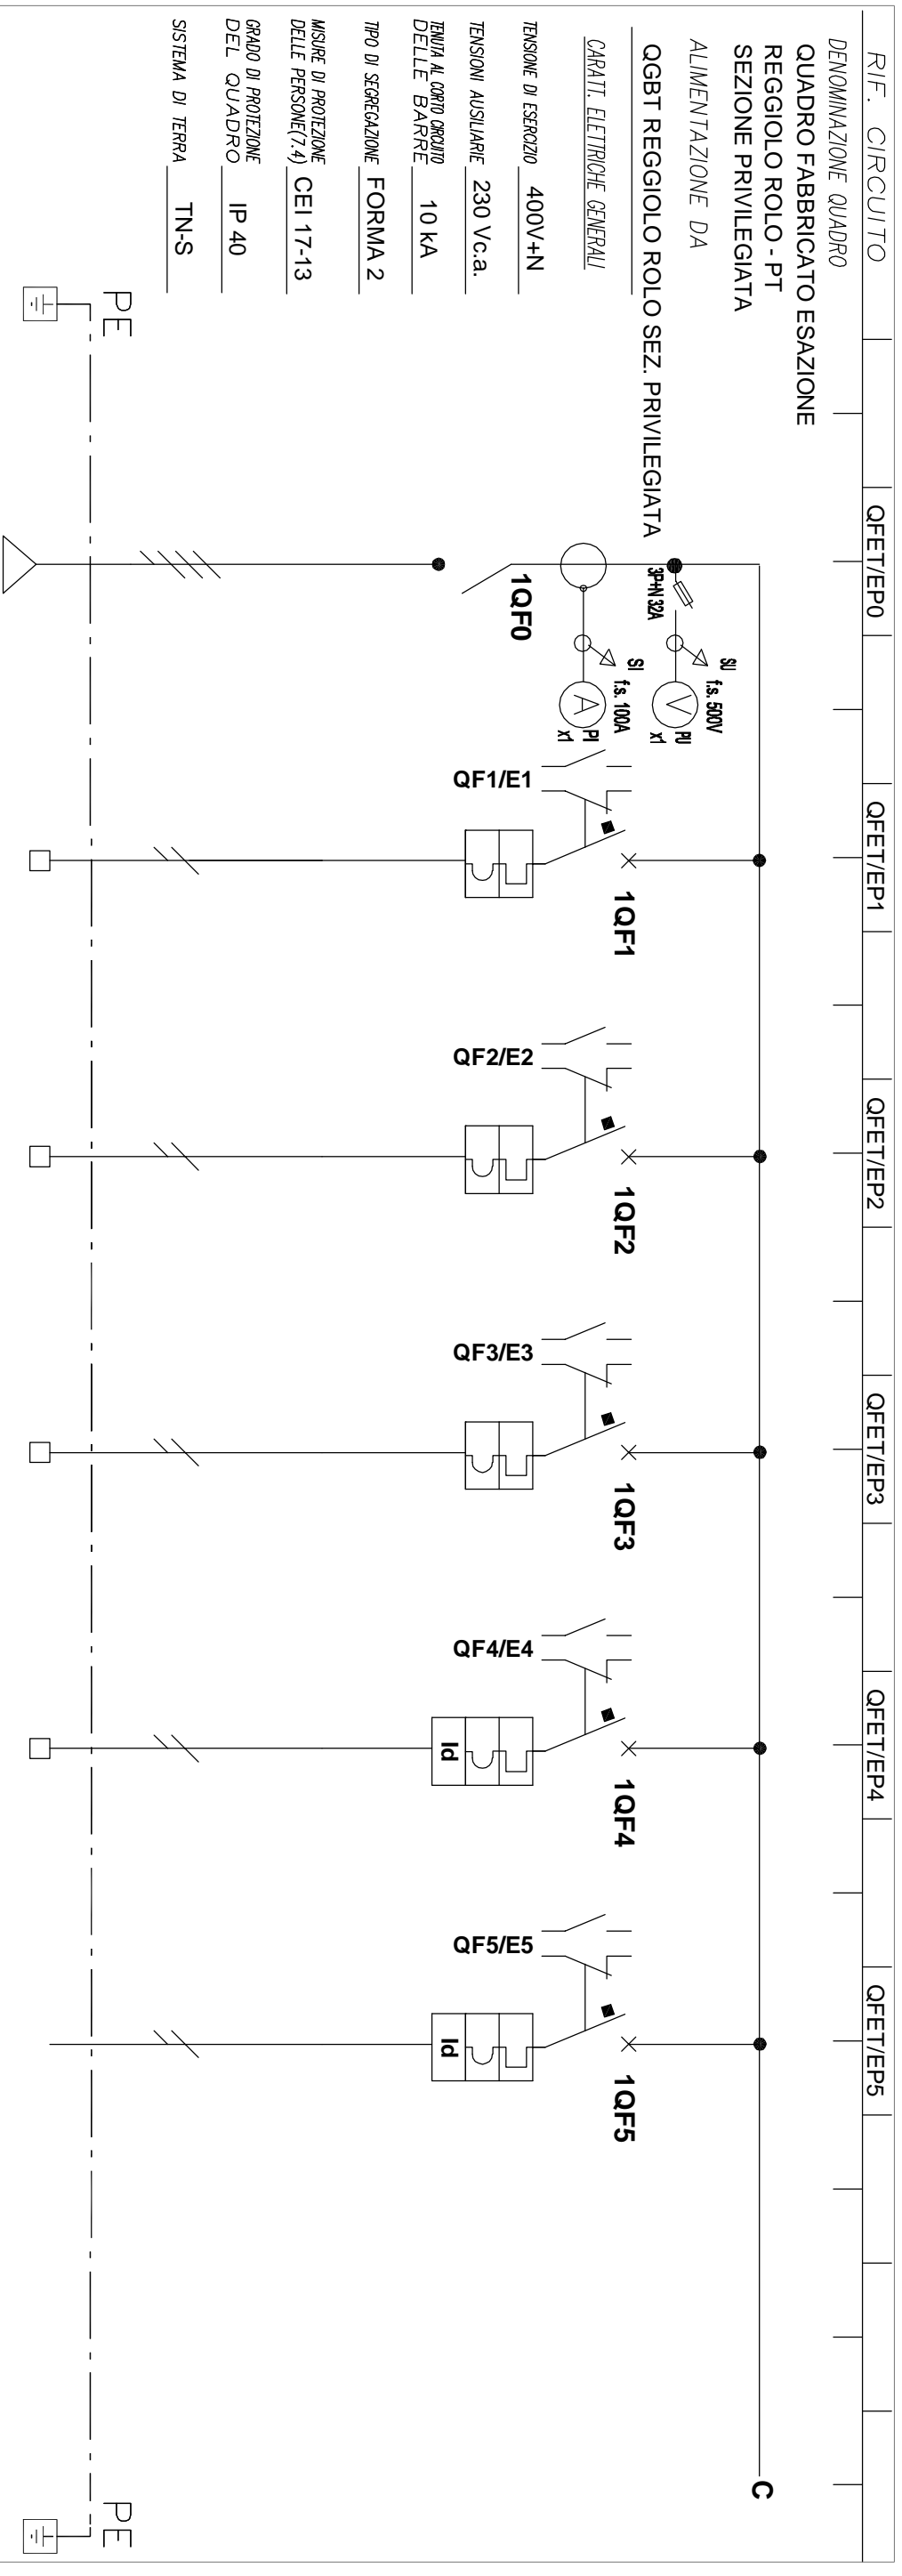 RIF. CIRCUITO
QFET/EP0
QFET/EP1
QFET/EP2
QFET/EP3
QFET/EP4
QFET/EP5
DENOMINAZIONE QUADRO
QUADRO FABBRICATO ESAZIONE
REGGIOLO ROLO - PT
SEZIONE PRIVILEGIATA
ALIMENTAZIONE DA
QGBT REGGIOLO ROLO SEZ. PRIVILEGIATA
CARATT. ELETTRICHE GENERALI
TENSIONE DI ESERCIZIO 400V+N
TENSIONI AUSILIARIE 230 Vc.a.
TENUTA AL CORTO CIRCUITO
DELLE BARRE 10 kA
TIPO DI SEGREGAZIONE FORMA 2
MISURE DI PROTEZIONE
DELLE PERSONE(7.4) CEI 17-13
GRADO DI PROTEZIONE
DEL QUADRO IP 40
SISTEMA DI TERRA TN-S
C
SU f.s. 500V
3P+N 32A
V
PU
x1
SI f.s. 100A
A
PI
x1
1QF0
1QF1
1QF2
1QF3
1QF4
1QF5
QF1/E1
QF2/E2
QF3/E3
QF4/E4
QF5/E5
Id
Id
PE
PE